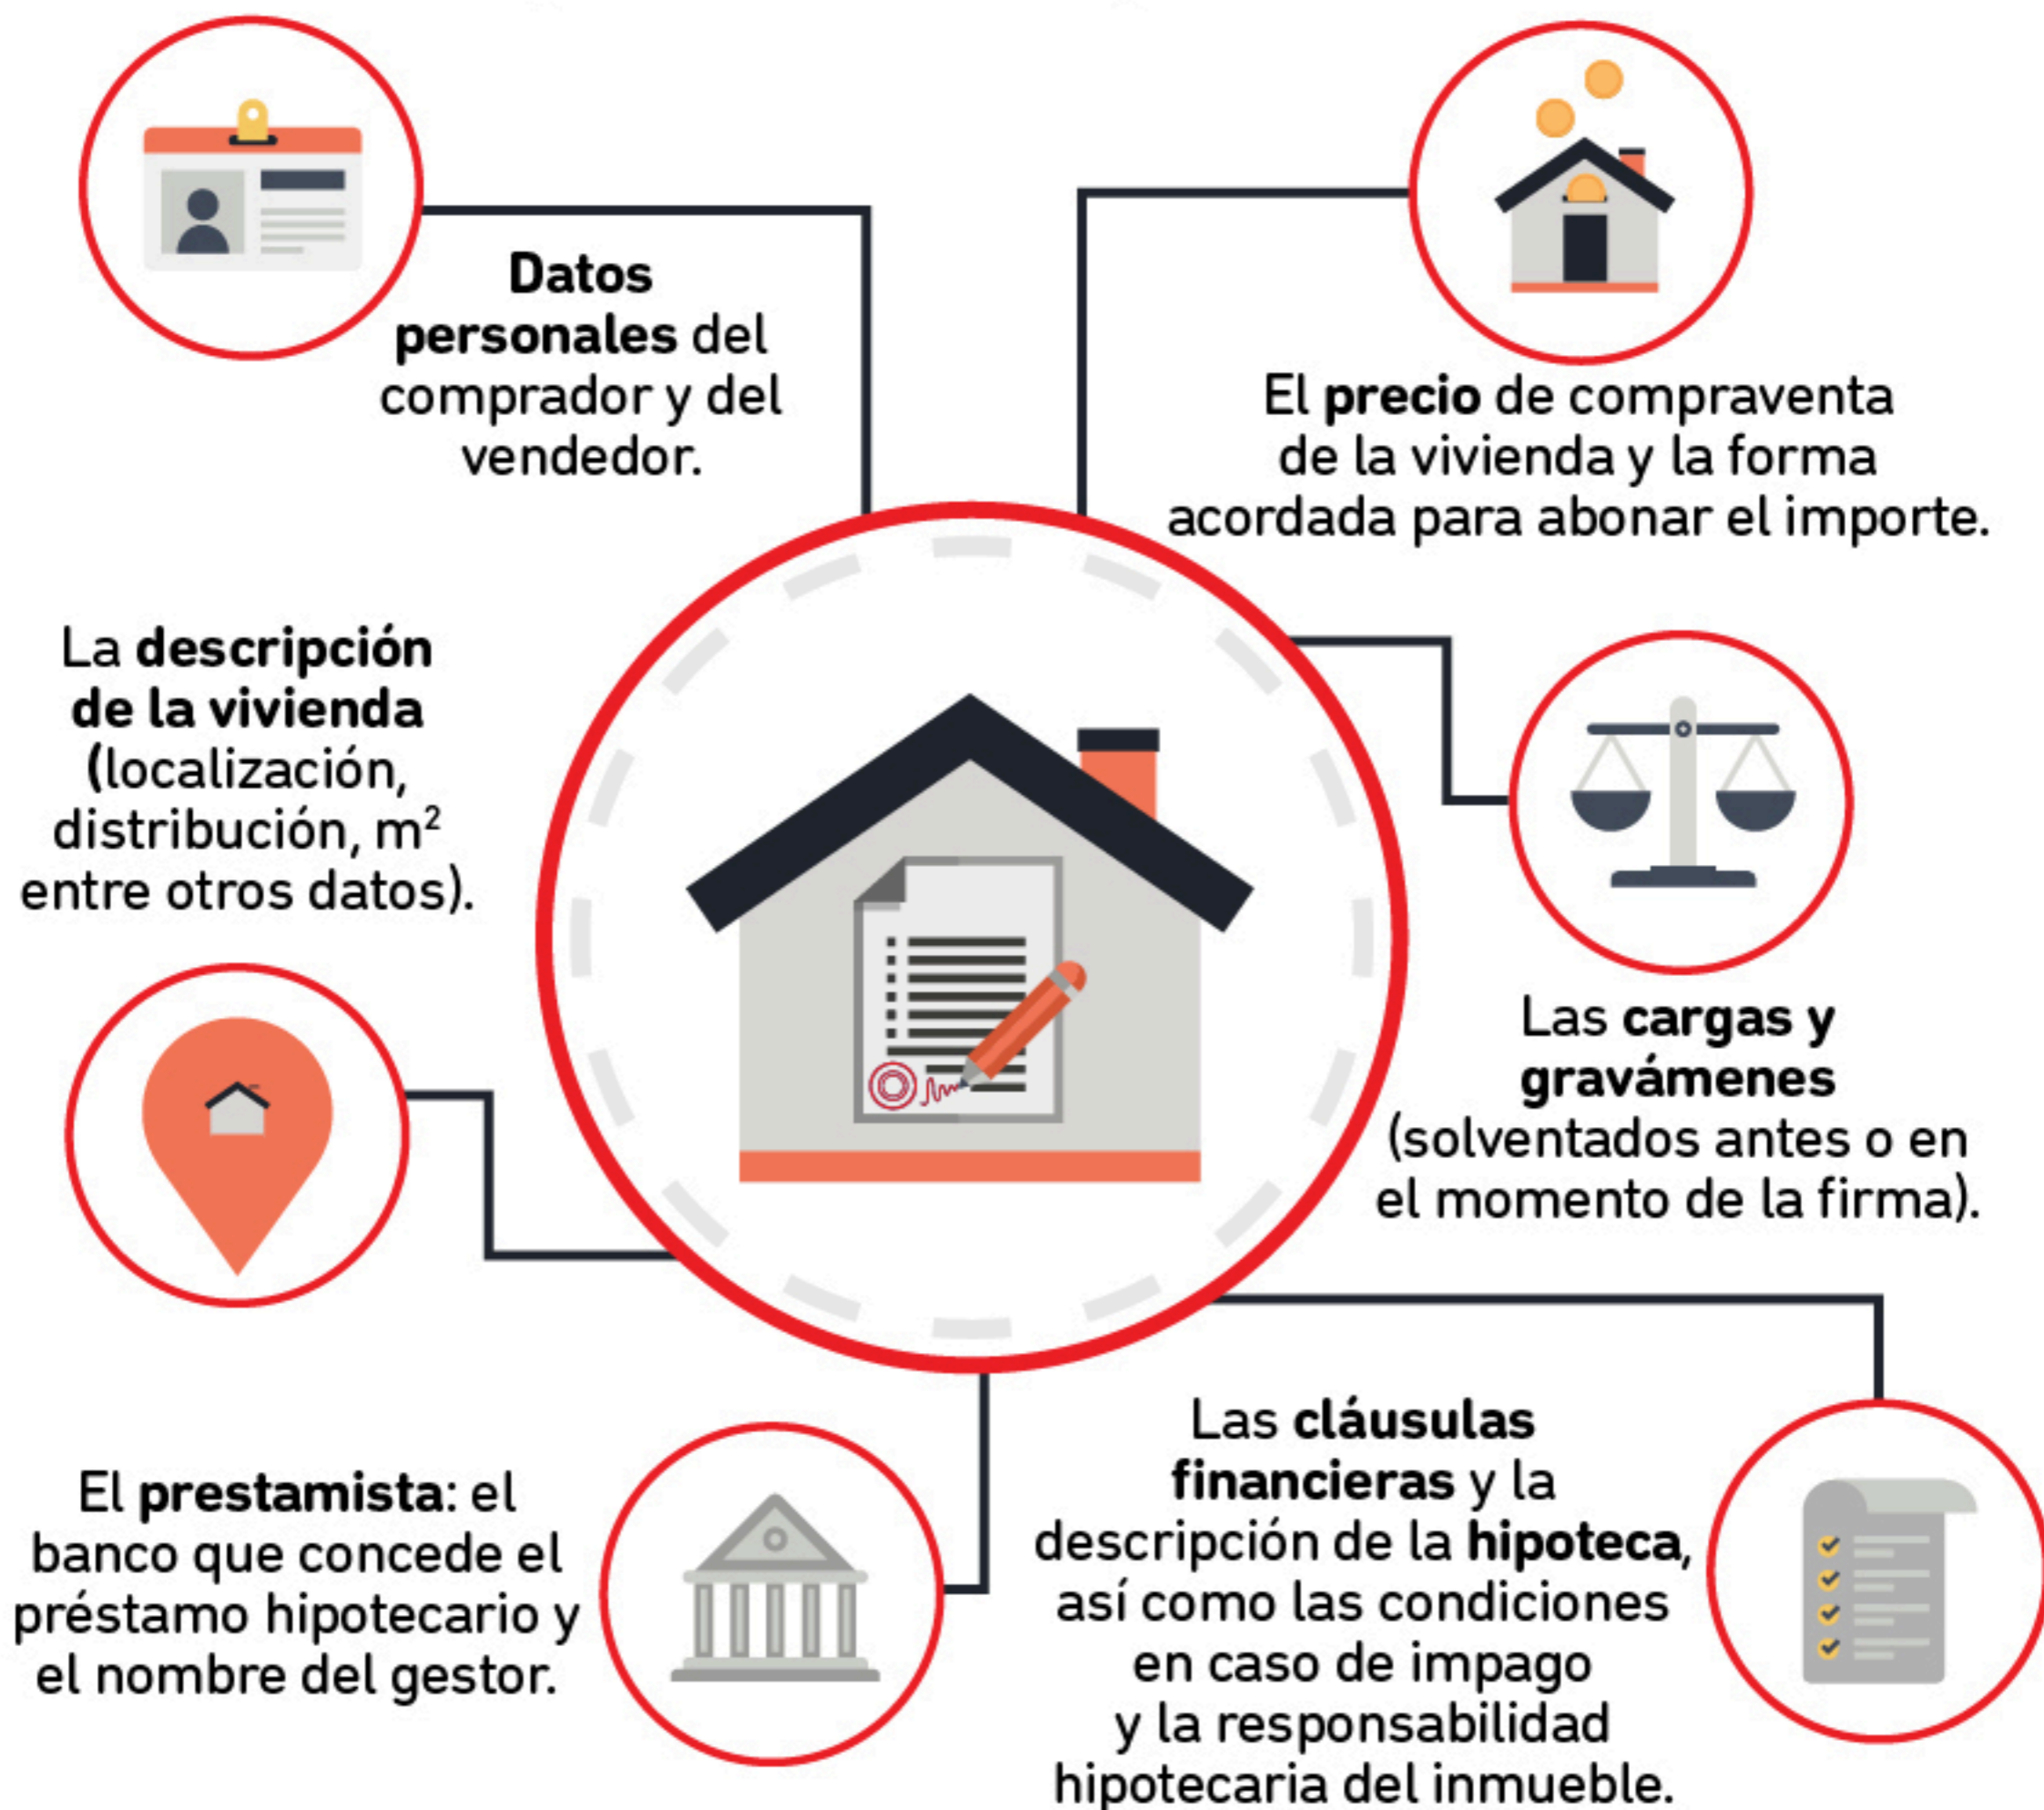 Datos
personales del
comprador y del
vendedor.
El precio de compraventa
de la vivienda y la forma
acordada para abonar el importe.
La descripción
de la vivienda
(localización,
distribución, m²
entre otros datos).
Las cargas y
gravámenes
(solventados antes o en
el momento de la firma).
El prestamista: el
banco que concede el
préstamo hipotecario y
el nombre del gestor.
Las cláusulas
financieras y la
descripción de la hipoteca,
así como las condiciones
en caso de impago
y la responsabilidad
hipotecaria del inmueble.